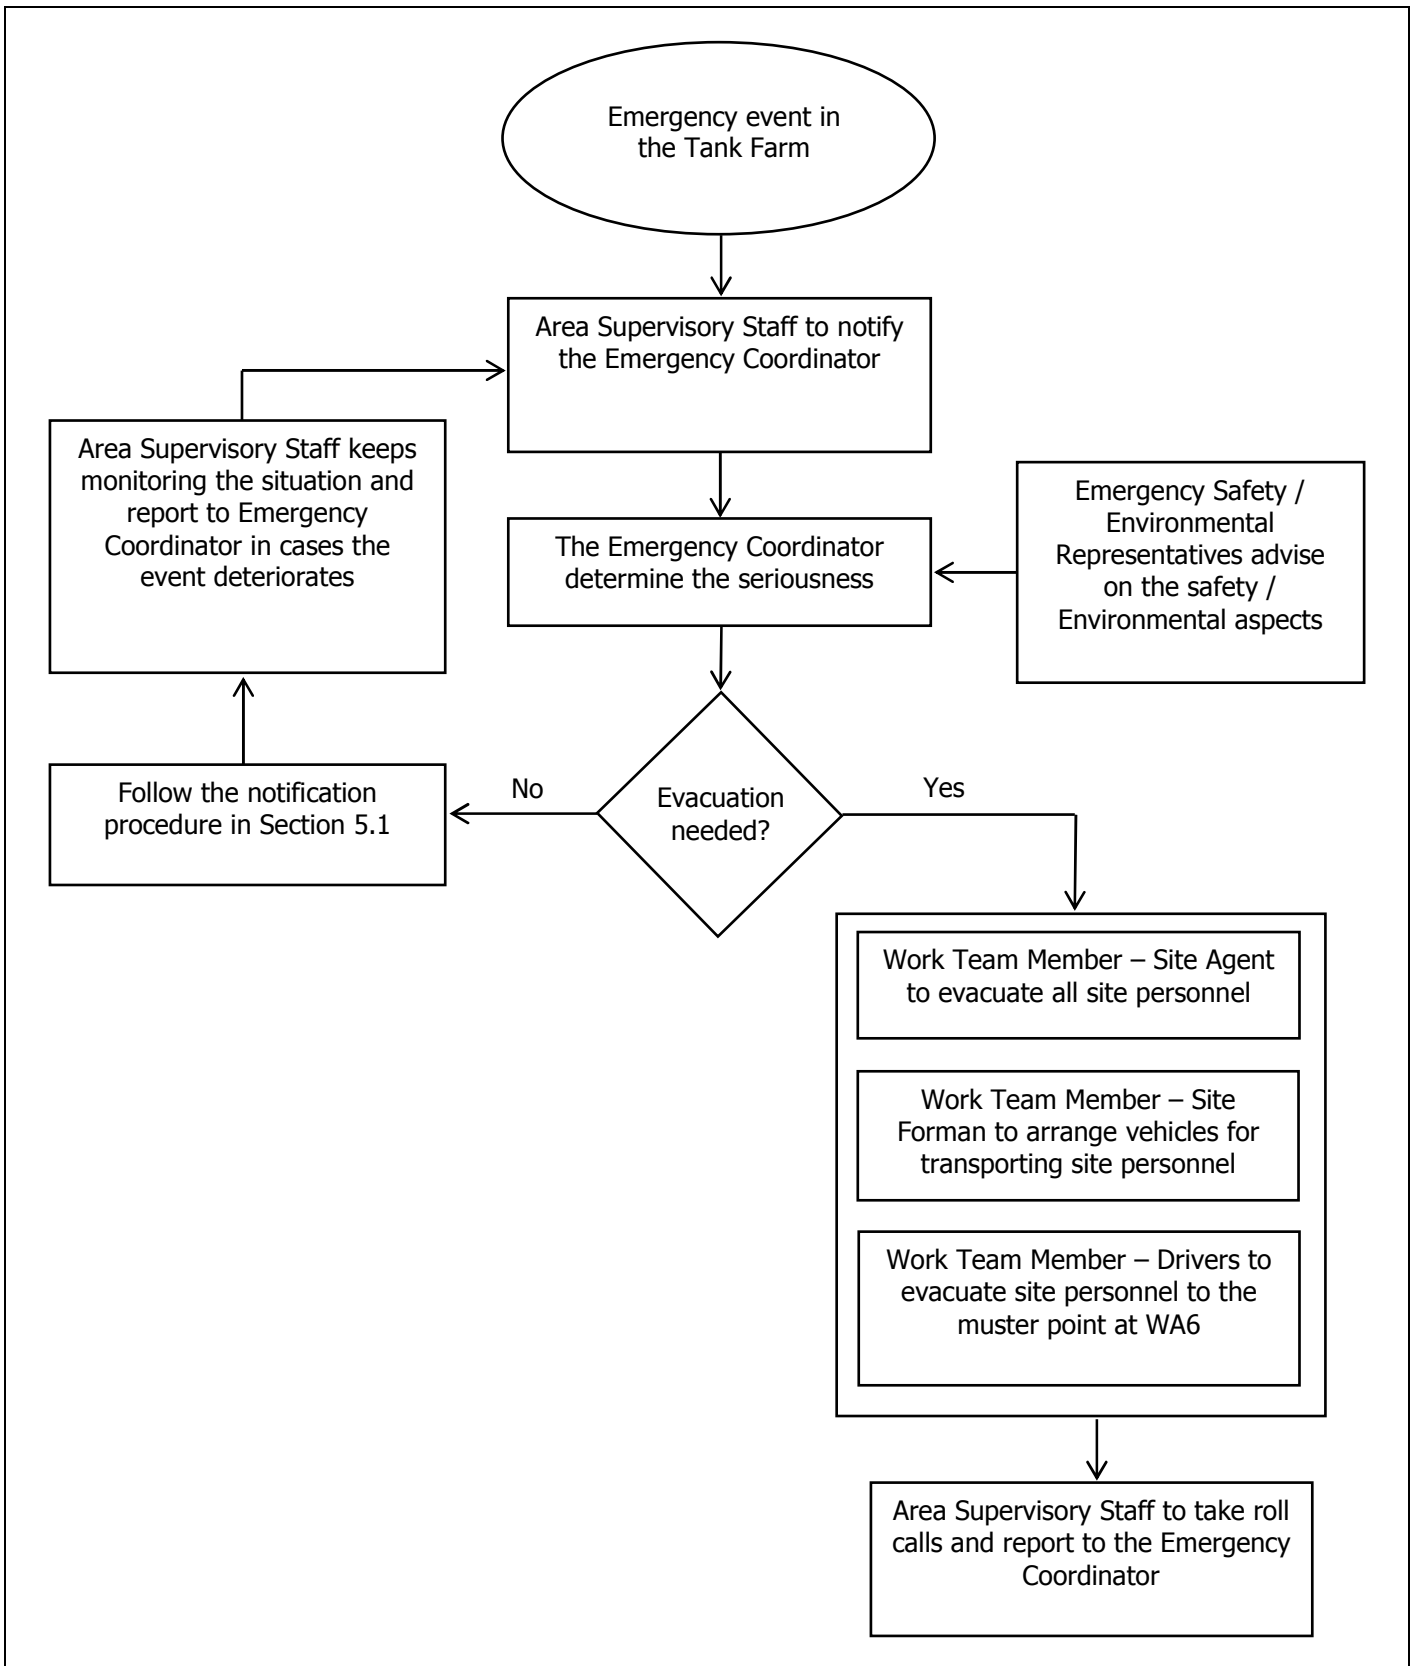 Emergency event in
the Tank Farm
Area Supervisory Staff to notify
the Emergency Coordinator
Area Supervisory Staff keeps
monitoring the situation and
report to Emergency
Coordinator in cases the
event deteriorates
Emergency Safety /
Environmental
Representatives advise
on the safety /
Environmental aspects
The Emergency Coordinator
determine the seriousness
Follow the notification
procedure in Section 5.1
No
Evacuation
needed?
Yes
Work Team Member – Site Agent
to evacuate all site personnel
Work Team Member – Site
Forman to arrange vehicles for
transporting site personnel
Work Team Member – Drivers to
evacuate site personnel to the
muster point at WA6
Area Supervisory Staff to take roll
calls and report to the Emergency
Coordinator